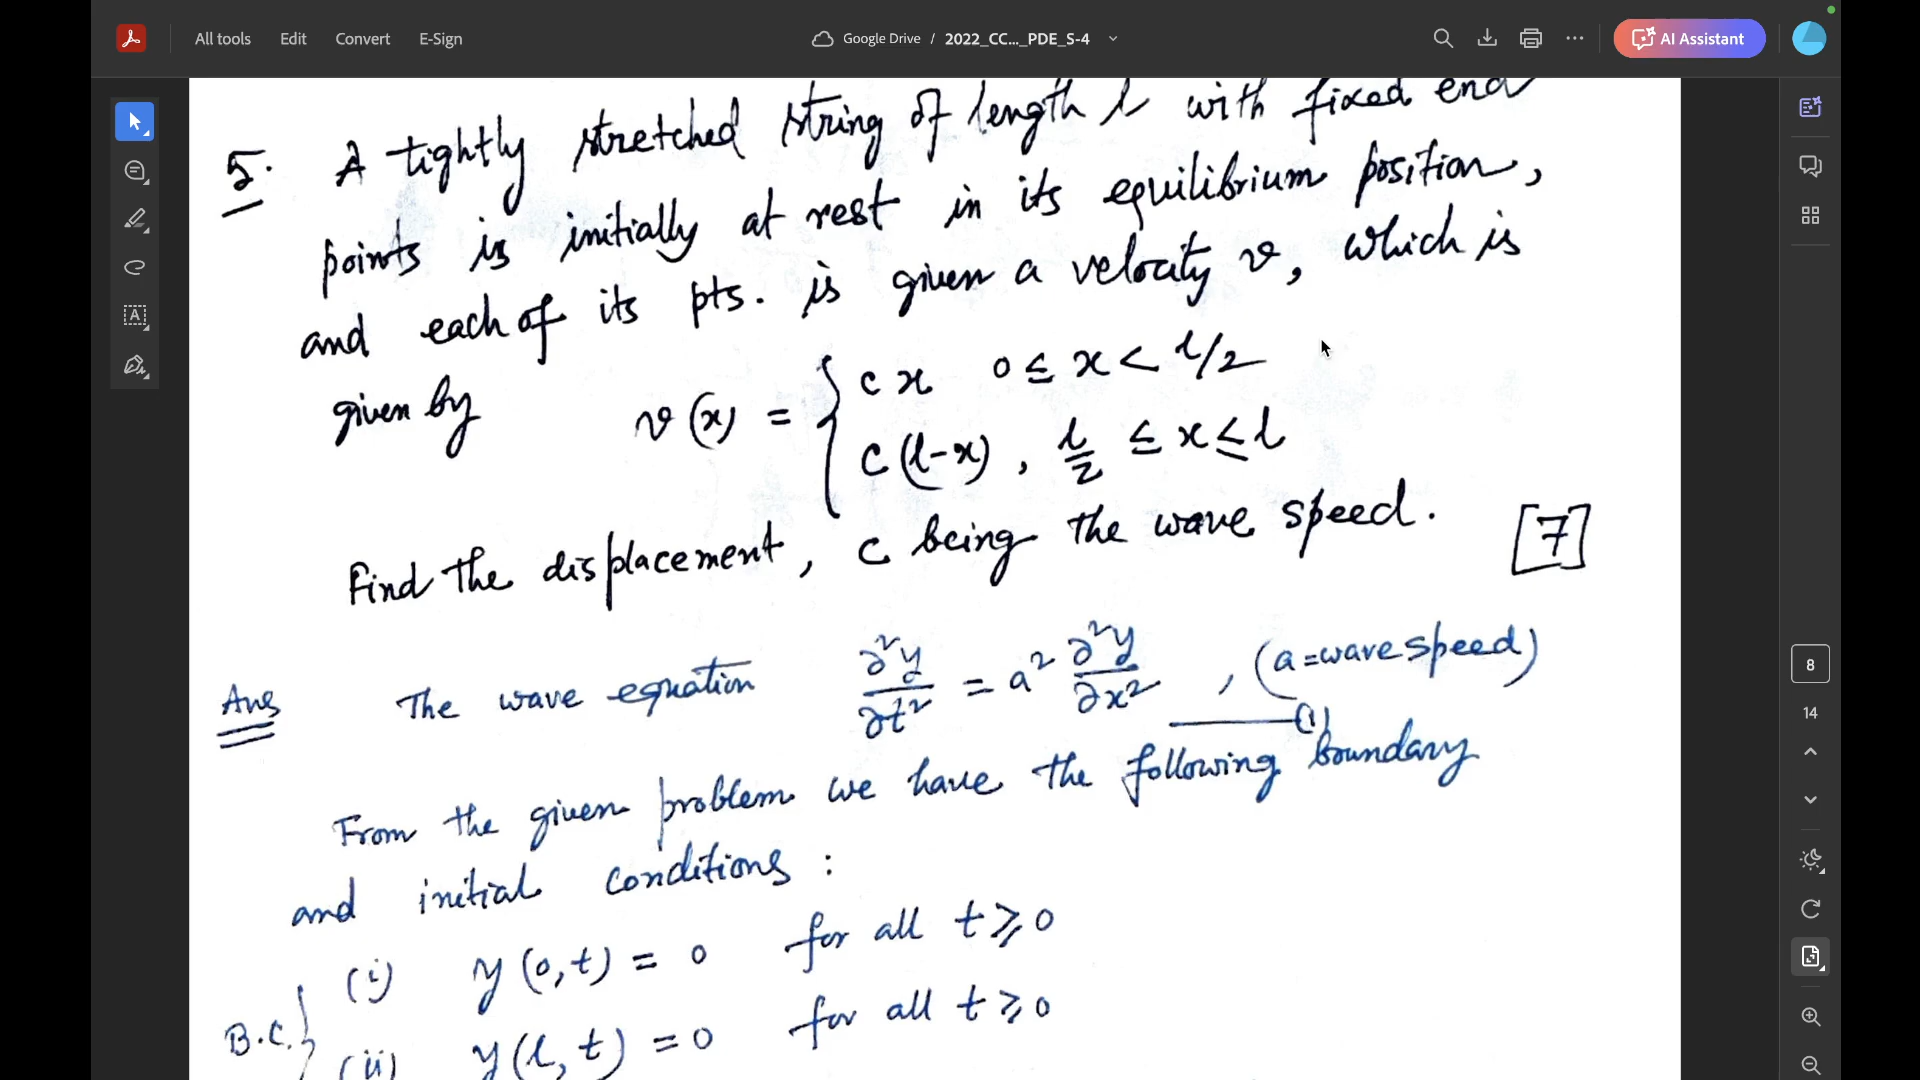 All tools Edit Convert E-Sign Google Drive / 2022_CC..._PDE_S-4 AI Assistant
5. A tightly stretched string of length l with fixed end
points is initially at rest in its equilibrium position,
and each of its pts. is given a velocity v, which is
given by v(x) = { cx 0 ≤ x < l/2
c(l-x), l/2 ≤ x ≤ l
Find the displacement, c being the wave speed. [7]
Ans The wave equation ∂²y/∂t² = a² ∂²y/∂x², (a = wave speed)
(1)
From the given problem we have the following boundary
and initial conditions :
(i) y(0,t) = 0 for all t ≥ 0
B.C. } (ii) y(l,t) = 0 for all t ≥ 0
8
14